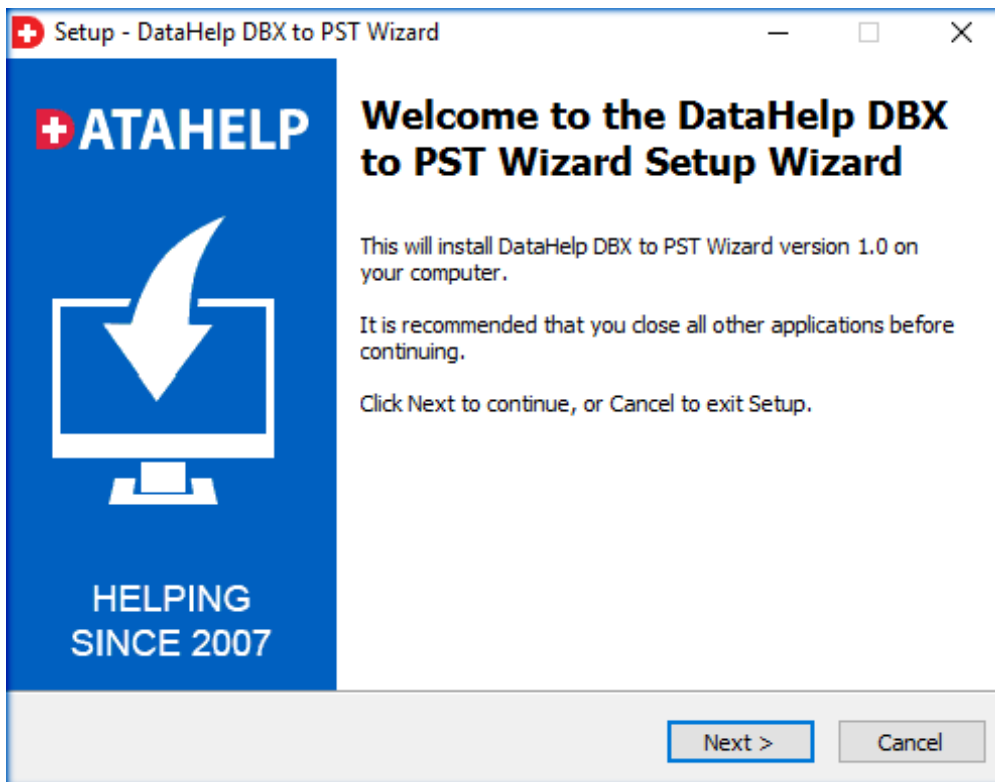 Setup - DataHelp DBX to PST Wizard
DATAHELP
Welcome to the DataHelp DBX
to PST Wizard Setup Wizard
This will install DataHelp DBX to PST Wizard version 1.0 on
your computer.
It is recommended that you close all other applications before
continuing.
Click Next to continue, or Cancel to exit Setup.
HELPING
SINCE 2007
Next >
Cancel